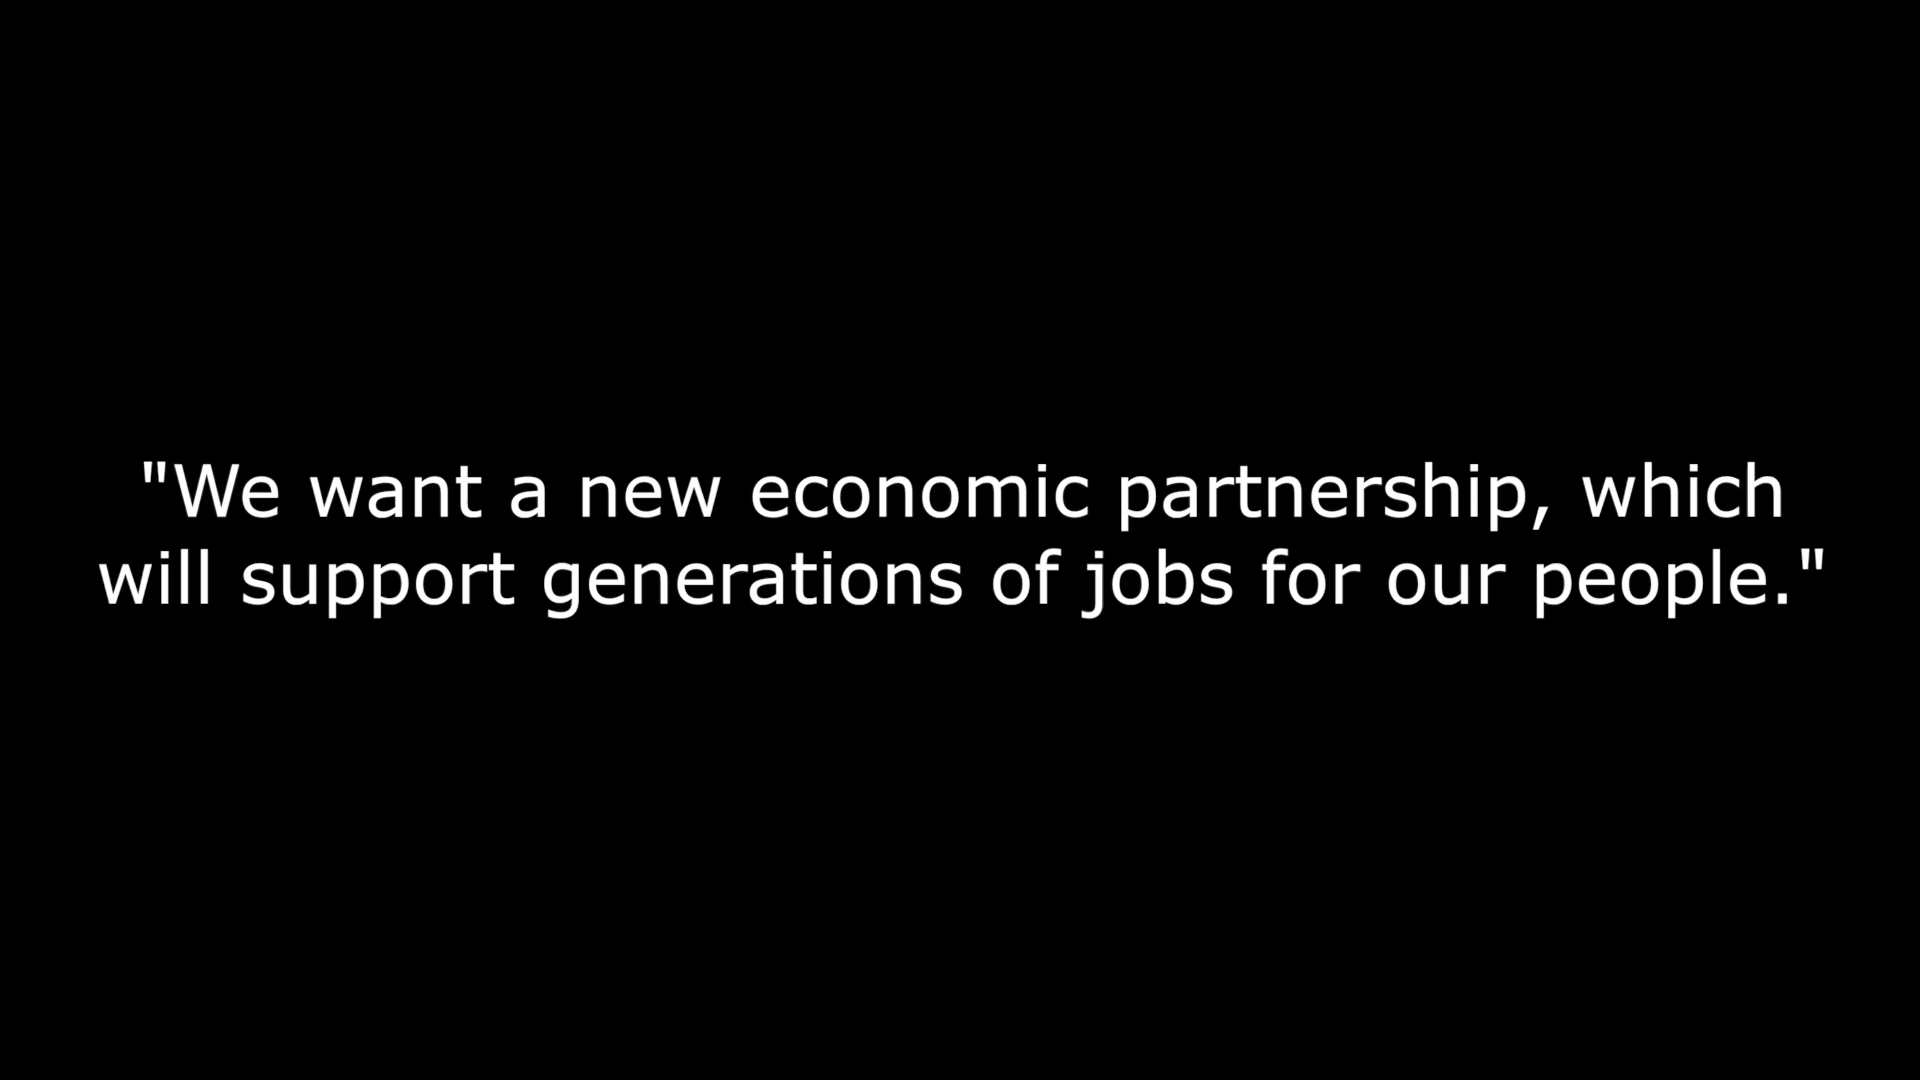 "We want a new economic partnership, which
will support generations of jobs for our people."